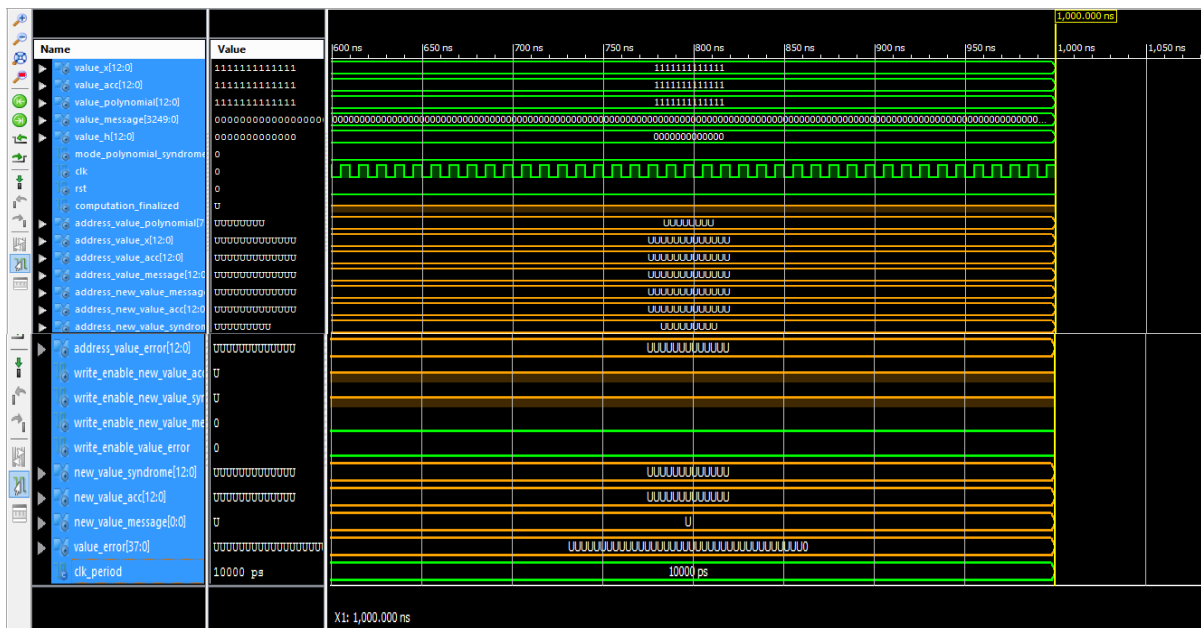 1,000.000 ns
Name Value 600 ns 650 ns 700 ns 750 ns 800 ns 850 ns 900 ns 950 ns 1,000 ns 1,050 ns
value_x[12:0] 1111111111111 1111111111111
value_acc[12:0] 1111111111111 1111111111111
value_polynomial[12:0] 1111111111111 1111111111111
value_message[3249:0]
value_h[12:0] 0000000000000 0000000000000
mode_polynomial_syndrome 0
clk 0
rst 0
computation_finalized U
address_value_polynomial[7 UUUUUUUU UUUUUUUU
address_value_x[12:0] UUUUUUUUUUUUU UUUUUUUUUUUUU
address_value_acc[12:0] UUUUUUUUUUUUU UUUUUUUUUUUUU
address_value_message[12:0 UUUUUUUUUUUUU UUUUUUUUUUUUU
address_new_value_messag UUUUUUUUUUUUU UUUUUUUUUUUUU
address_new_value_acc[12:0 UUUUUUUUUUUUU UUUUUUUUUUUUU
address_new_value_syndron UUUUUUUUU UUUUUUUUU
address_value_error[12:0] UUUUUUUUUUUUU UUUUUUUUUUUUU
write_enable_new_value_acc U
write_enable_new_value_syr U
write_enable_new_value_me 0
write_enable_value_error 0
new_value_syndrome[12:0] UUUUUUUUUUUUU UUUUUUUUUUUUU
new_value_acc[12:0] UUUUUUUUUUUUU UUUUUUUUUUUUU
new_value_message[0:0] U U
value_error[37:0]
clk_period 10000 ps 10000 ps
X1: 1,000.000 ns